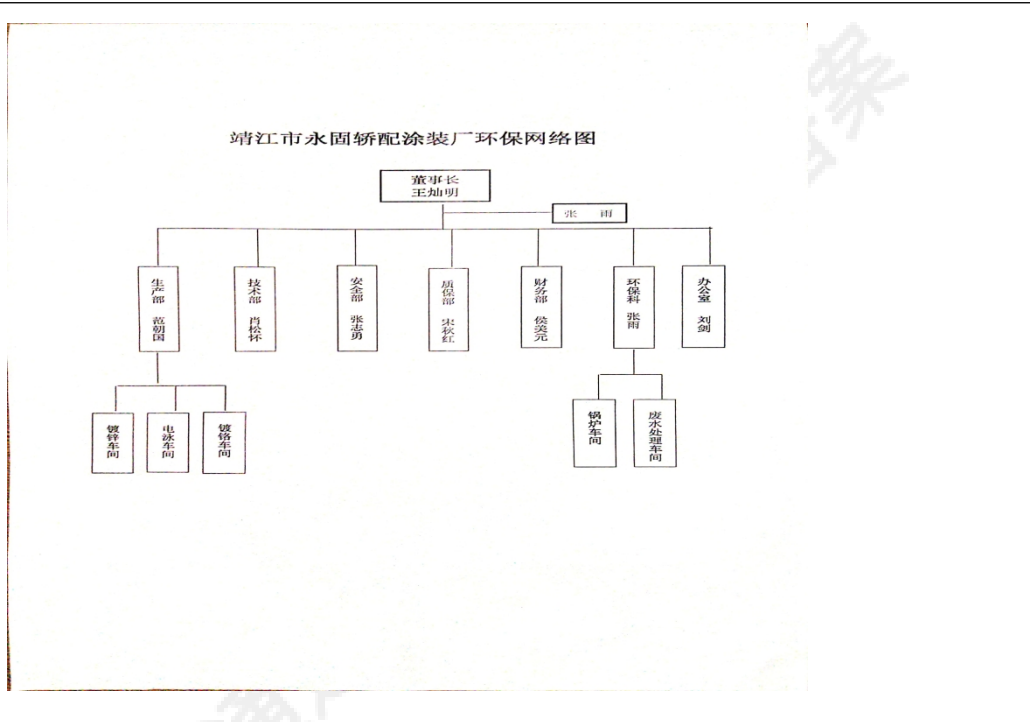 靖江市永固轿配涂装厂环保网络图
董事长
王灿明
张 雨
生产部 范朝国
技术部 肖松怀
安全部 张志勇
质保部 宋秋红
财务部 侯美元
环保科 张雨
办公室 刘剑
镀锌车间
电泳车间
镀铬车间
锅炉车间
废水处理车间